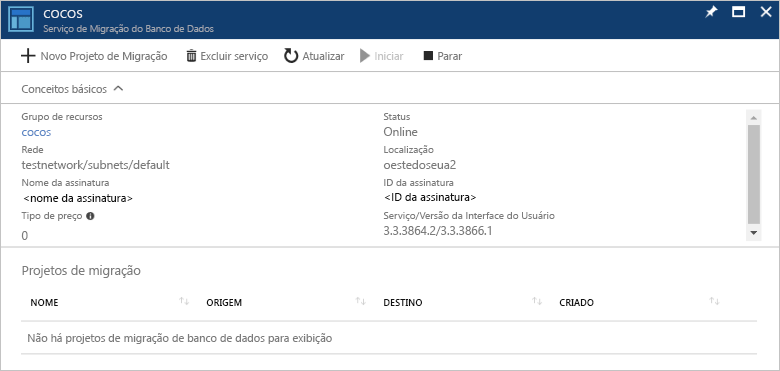 COCOS
Serviço de Migração do Banco de Dados
Novo Projeto de Migração Excluir serviço Atualizar Iniciar Parar
Conceitos básicos
Grupo de recursos Status
cocos Online
Rede Localização
testnetwork/subnets/default oestedoseua2
Nome da assinatura ID da assinatura
<nome da assinatura> <ID da assinatura>
Tipo de preço Serviço/Versão da Interface do Usuário
0 3.3.3864.2/3.3.3866.1
Projetos de migração
NOME ORIGEM DESTINO CRIADO
Não há projetos de migração de banco de dados para exibição